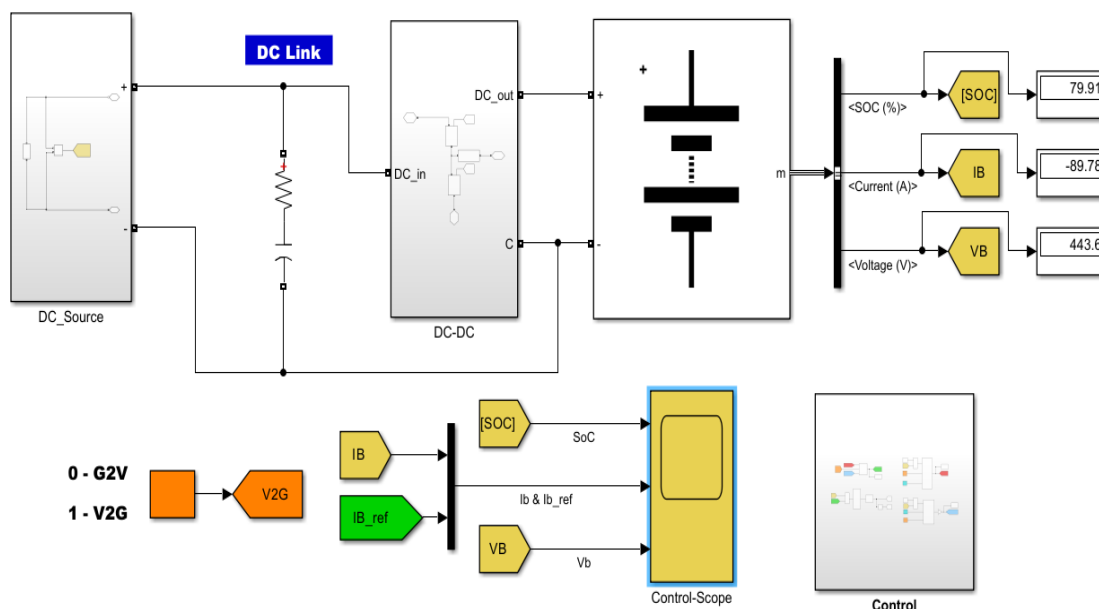 DC Link
+
-
DC_Source
DC_in
DC_out
C
DC-DC
+
+
-
m
<SOC (%)>
[SOC]
79.91
<Current (A)>
IB
-89.78
<Voltage (V)>
VB
443.6
0 - G2V
1 - V2G
V2G
IB
IB_ref
[SOC]
SoC
Ib & Ib_ref
VB
Vb
Control-Scope
Control